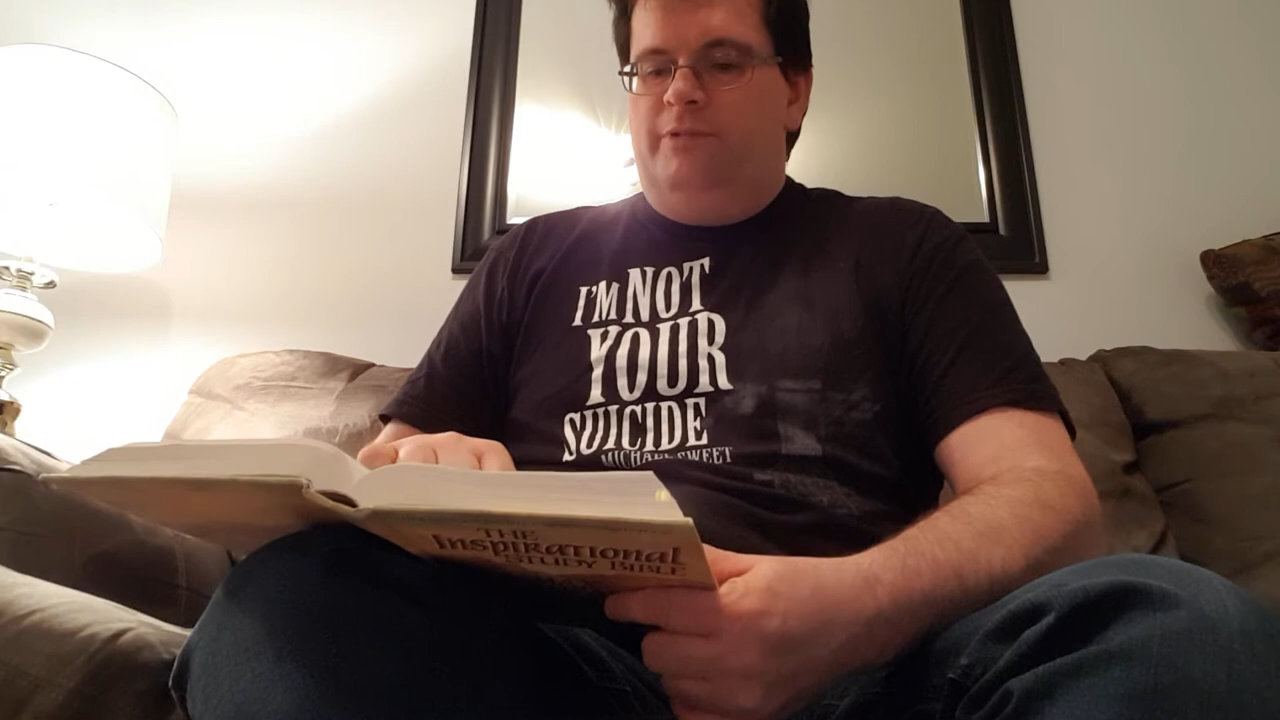 I'M NOT
YOUR
SUICIDE
MICHAEL SWEET
THE
Inspirational
STUDY BIBLE